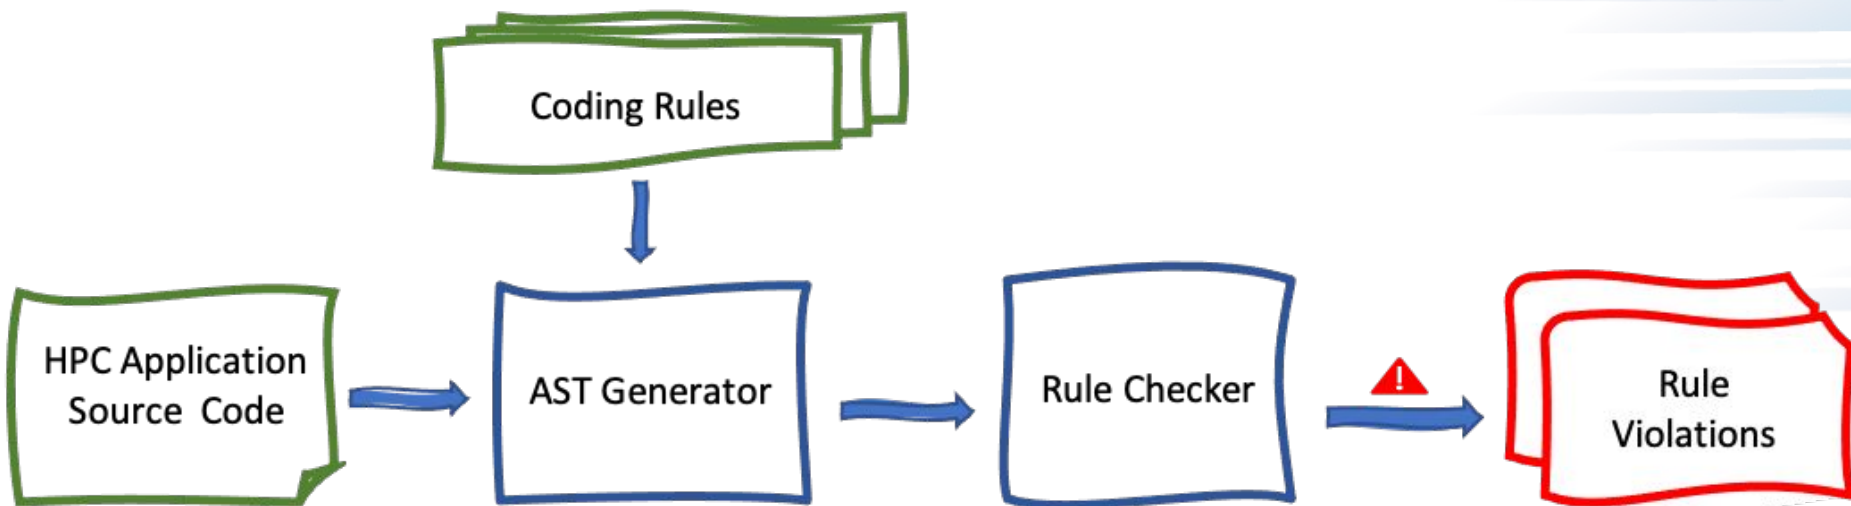 Coding Rules
HPC Application
Source Code
AST Generator
Rule Checker
!
Rule
Violations